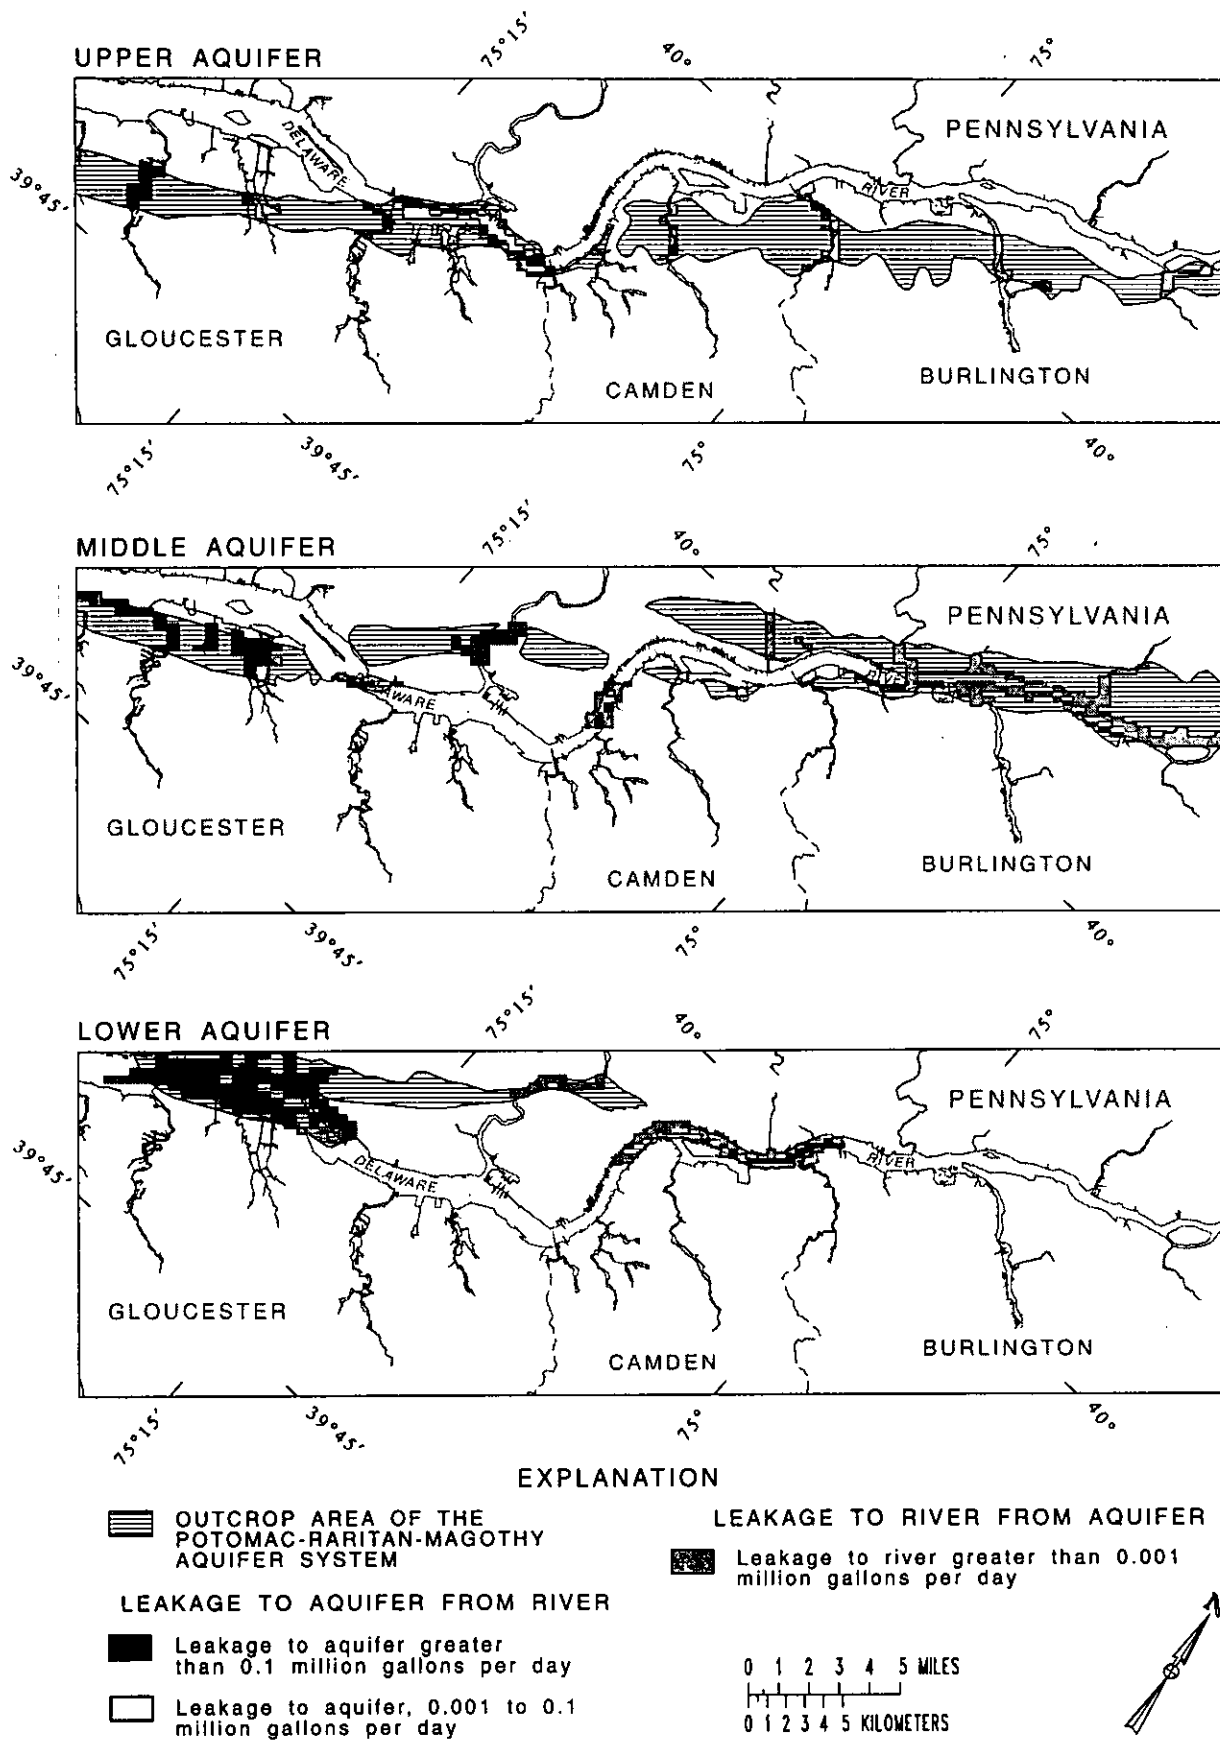 UPPER AQUIFER
75°15'
40°
75°
PENNSYLVANIA
DELAWARE
RIVER
39°45'
GLOUCESTER
CAMDEN
BURLINGTON
75°15'
39°45'
75°
40°
MIDDLE AQUIFER
75°15'
40°
75°
PENNSYLVANIA
39°45'
GLOUCESTER
CAMDEN
BURLINGTON
75°15'
39°45'
75°
40°
LOWER AQUIFER
75°15'
40°
75°
PENNSYLVANIA
DELAWARE
RIVER
39°45'
GLOUCESTER
CAMDEN
BURLINGTON
75°15'
39°45'
75°
40°
EXPLANATION
OUTCROP AREA OF THE
POTOMAC-RARITAN-MAGOTHY
AQUIFER SYSTEM
LEAKAGE TO AQUIFER FROM RIVER
Leakage to aquifer greater
than 0.1 million gallons per day
Leakage to aquifer, 0.001 to 0.1
million gallons per day
LEAKAGE TO RIVER FROM AQUIFER
Leakage to river greater than 0.001
million gallons per day
0 1 2 3 4 5 MILES
0 1 2 3 4 5 KILOMETERS
N